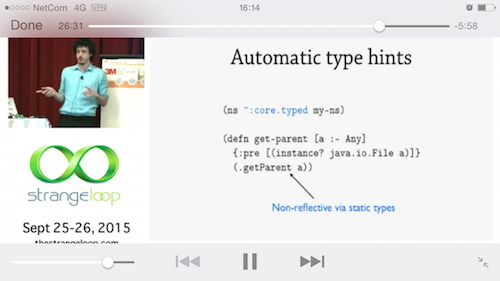 NetCom 4G VPN
16:14
Done
26:31
-5:58
3M
Automatic type hints
(ns ^:core.typed my-ns)
(defn get-parent [a :- Any]
{:pre [(instance? java.io.File a)]}
(.getParent a))
Non-reflective via static types
strangeloop
Sept 25-26, 2015
thestrangeloop.com